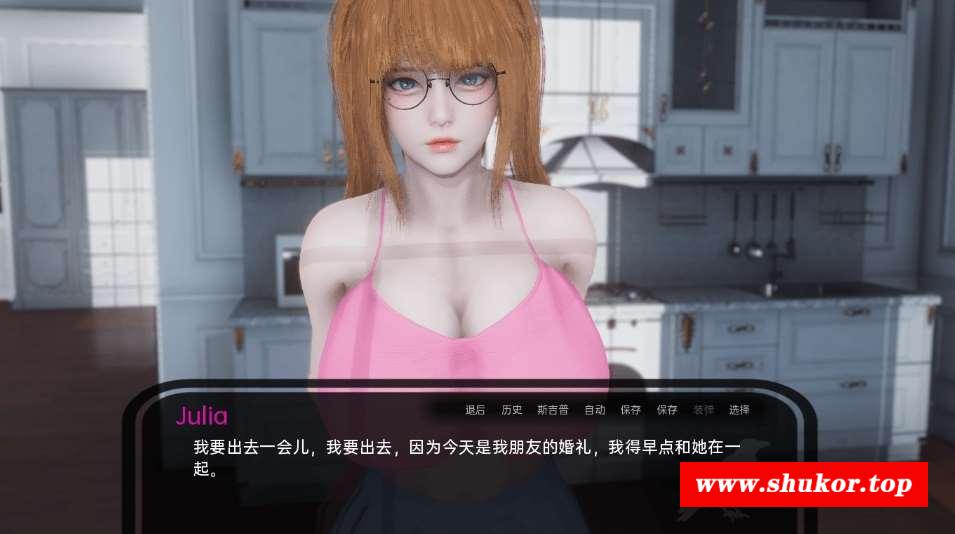 Julia
退后 历史 斯吉普 自动 保存 保存 装弹 选择
我要出去一会儿，我要出去，因为今天是我朋友的婚礼，我得早点和她在一
起。
www.shukor.top